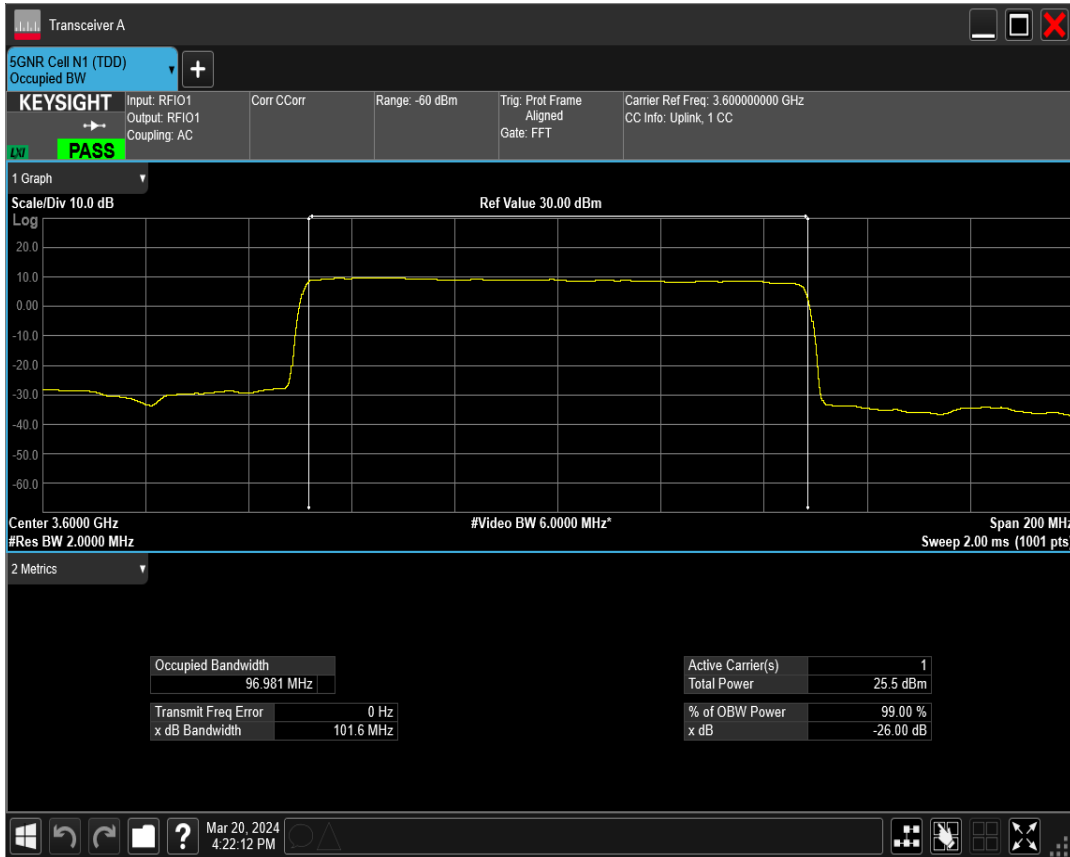 Transceiver A
5GNR Cell N1 (TDD)
Occupied BW
KEYSIGHT
LXI
PASS
Input: RFIO1
Output: RFIO1
Coupling: AC
Corr CCorr
Range: -60 dBm
Trig: Prot Frame
Aligned
Gate: FFT
Carrier Ref Freq: 3.600000000 GHz
CC Info: Uplink, 1 CC
1 Graph
Scale/Div 10.0 dB
Ref Value 30.00 dBm
Log
20.0
10.0
0.00
-10.0
-20.0
-30.0
-40.0
-50.0
-60.0
Center 3.6000 GHz
#Video BW 6.0000 MHz*
Span 200 MHz
#Res BW 2.0000 MHz
Sweep 2.00 ms (1001 pts)
2 Metrics
Occupied Bandwidth
96.981 MHz
Transmit Freq Error 0 Hz
x dB Bandwidth 101.6 MHz
Active Carrier(s) 1
Total Power 25.5 dBm
% of OBW Power 99.00 %
x dB -26.00 dB
?
Mar 20, 2024
4:22:12 PM